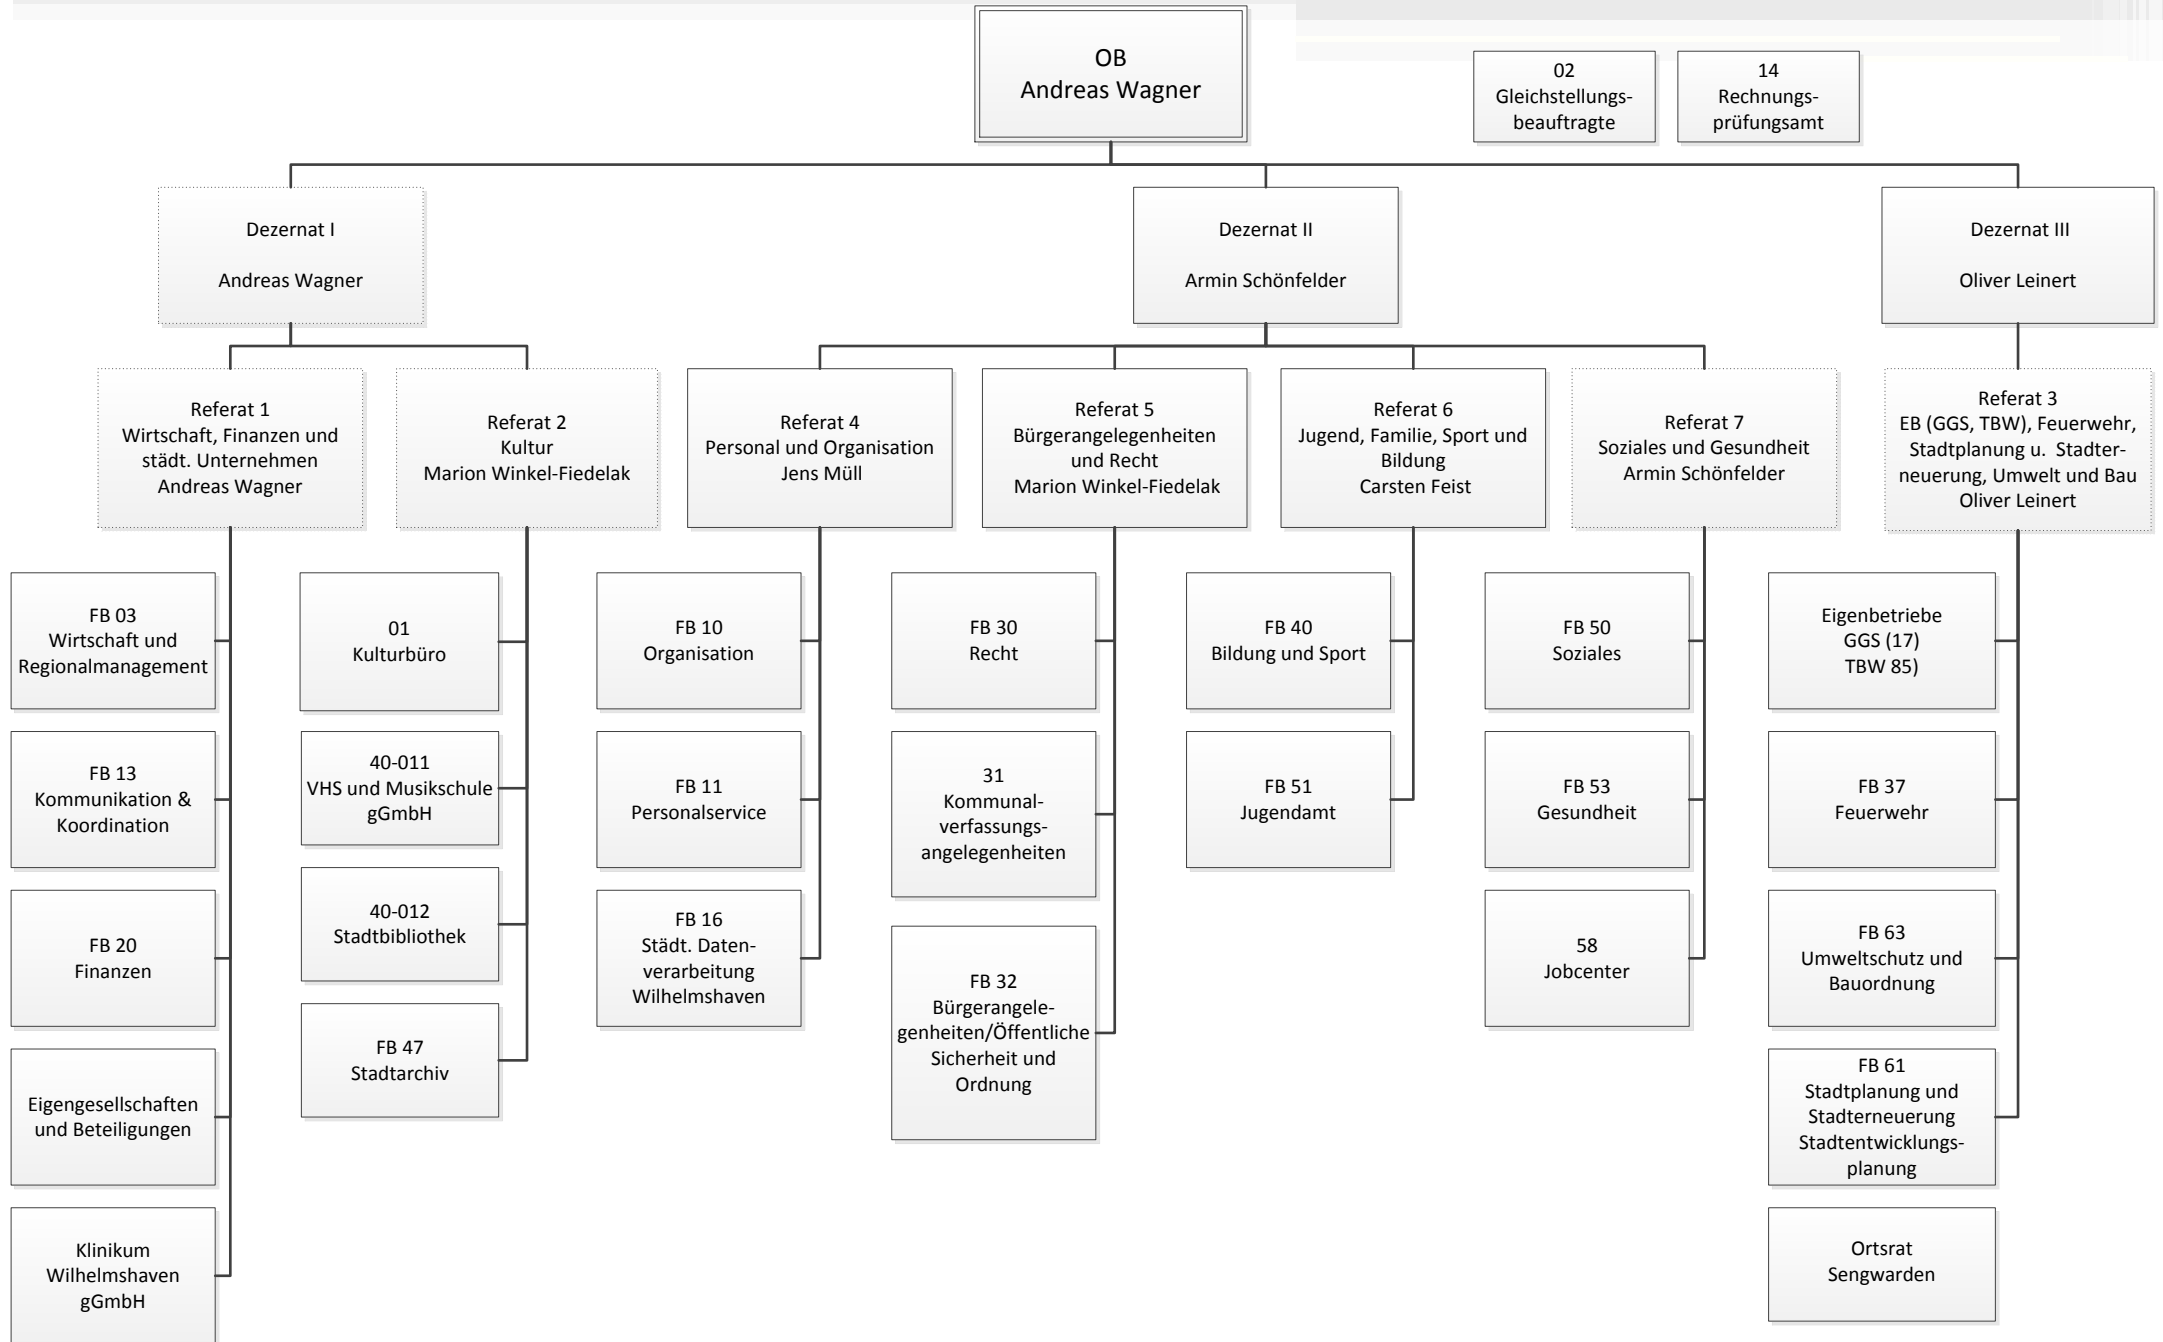 OB
Andreas Wagner
02
Gleichstellungs-
beauftragte
14
Rechnungs-
prüfungsamt
Dezernat I
Andreas Wagner
Dezernat II
Armin Schönfelder
Dezernat III
Oliver Leinert
Referat 1
Wirtschaft, Finanzen und
städt. Unternehmen
Andreas Wagner
Referat 2
Kultur
Marion Winkel-Fiedelak
Referat 4
Personal und Organisation
Jens Müll
Referat 5
Bürgerangelegenheiten
und Recht
Marion Winkel-Fiedelak
Referat 6
Jugend, Familie, Sport und
Bildung
Carsten Feist
Referat 7
Soziales und Gesundheit
Armin Schönfelder
Referat 3
EB (GGS, TBW), Feuerwehr,
Stadtplanung u. Stadter-
neuerung, Umwelt und Bau
Oliver Leinert
FB 03
Wirtschaft und
Regionalmanagement
FB 13
Kommunikation &
Koordination
FB 20
Finanzen
Eigengesellschaften
und Beteiligungen
Klinikum
Wilhelmshaven
gGmbH
01
Kulturbüro
40-011
VHS und Musikschule
gGmbH
40-012
Stadtbibliothek
FB 47
Stadtarchiv
FB 10
Organisation
FB 11
Personalservice
FB 16
Städt. Daten-
verarbeitung
Wilhelmshaven
FB 30
Recht
31
Kommunal-
verfassungs-
angelegenheiten
FB 32
Bürgerangele-
genheiten/Öffentliche
Sicherheit und
Ordnung
FB 40
Bildung und Sport
FB 51
Jugendamt
FB 50
Soziales
FB 53
Gesundheit
58
Jobcenter
Eigenbetriebe
GGS (17)
TBW 85)
FB 37
Feuerwehr
FB 63
Umweltschutz und
Bauordnung
FB 61
Stadtplanung und
Stadterneuerung
Stadtentwicklungs-
planung
Ortsrat
Sengwarden